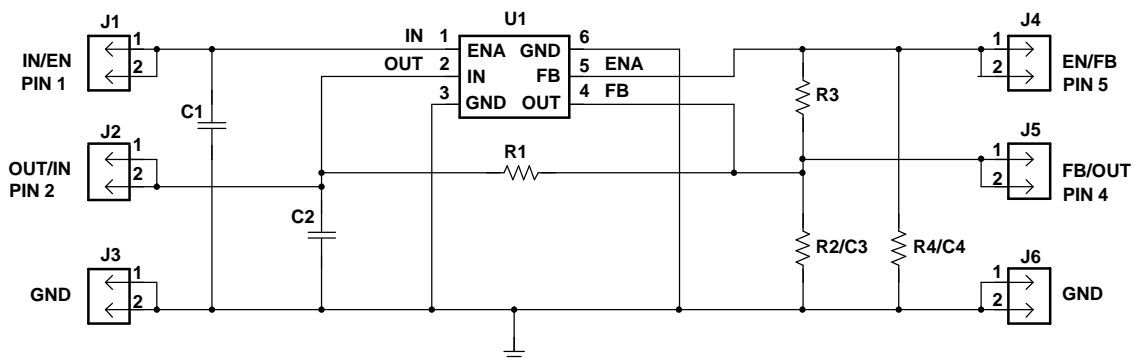 J1
IN/EN
PIN 1
1
2
J2
OUT/IN
PIN 2
1
2
J3
GND
1
2
C1
C2
R1
U1
IN 1 ENA GND 6
OUT 2 IN FB 5 ENA
3 GND OUT 4 FB
R3
R2/C3
R4/C4
J4
1
2
EN/FB
PIN 5
J5
1
2
FB/OUT
PIN 4
J6
1
2
GND